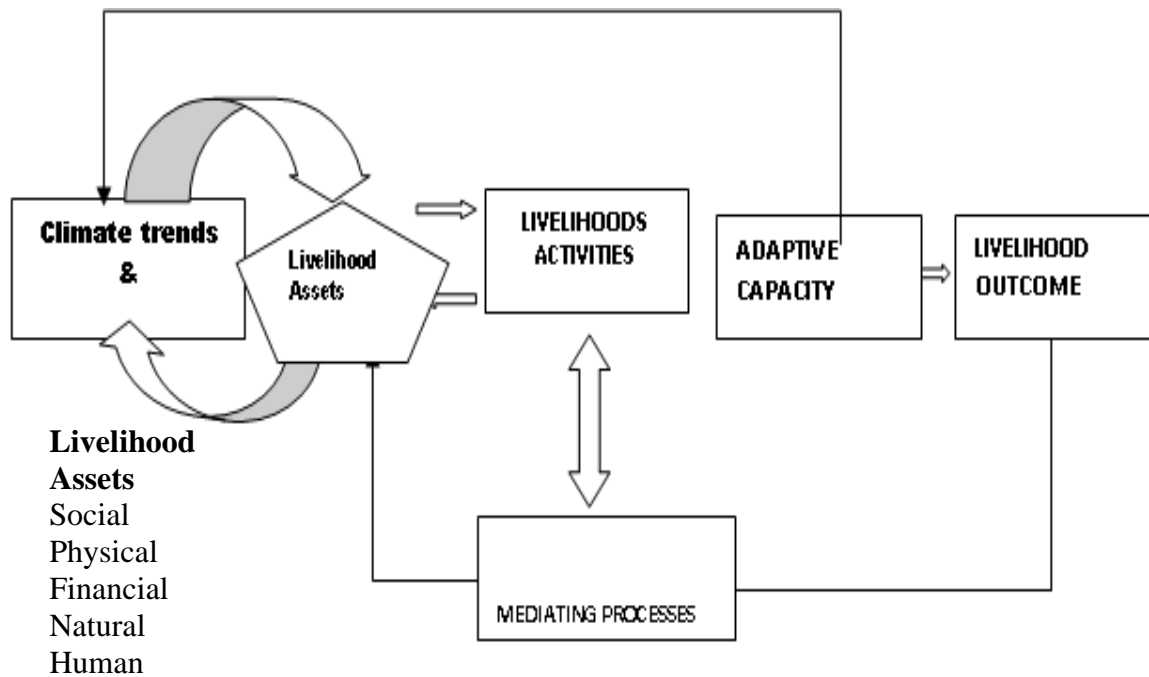 Climate trends
&
Livelihood
Assets
LIVELIHOODS
ACTIVITIES
ADAPTIVE
CAPACITY
LIVELIHOOD
OUTCOME
Livelihood
Assets
Social
Physical
Financial
Natural
Human
MEDIATING PROCESSES